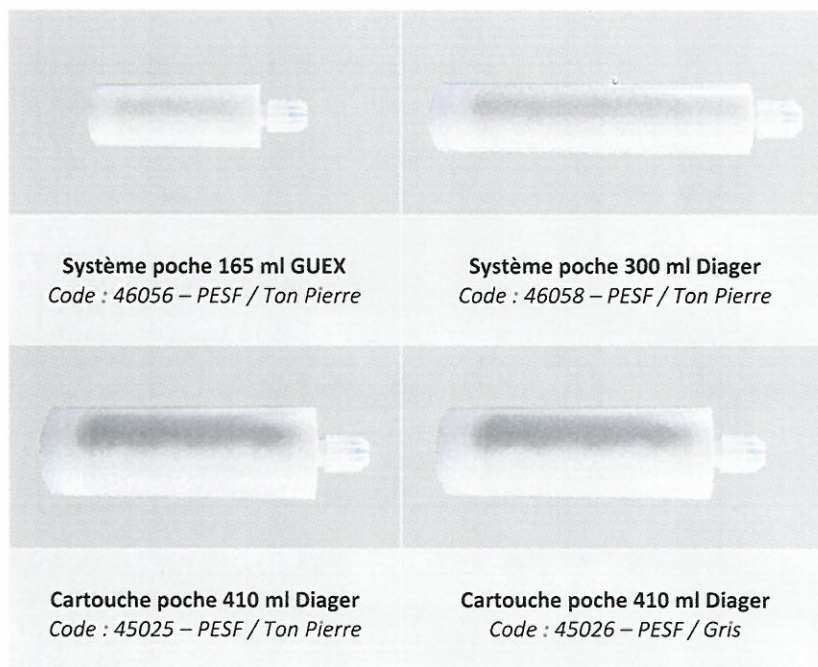 Système poche 165 ml GUEX
Code : 46056 – PESF / Ton Pierre
Système poche 300 ml Diager
Code : 46058 – PESF / Ton Pierre
Cartouche poche 410 ml Diager
Code : 45025 – PESF / Ton Pierre
Cartouche poche 410 ml Diager
Code : 45026 – PESF / Gris